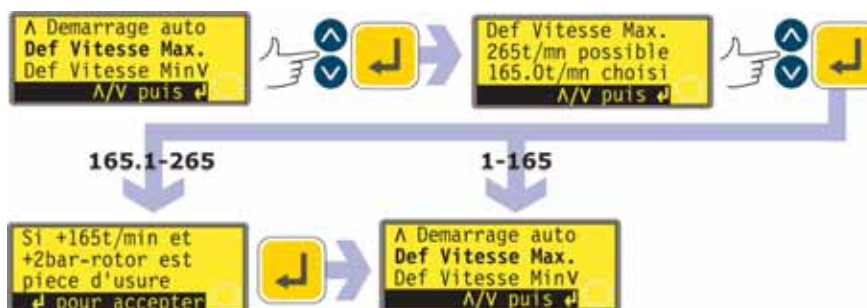 Λ Demarrage auto
Def Vitesse Max.
Def Vitesse MinV
Λ/V puis ↲
Def Vitesse Max.
265t/mn possible
165.0t/mn choisi
Λ/V puis ↲
165.1-265
1-165
Si +165t/min et
+2bar-rotor est
piece d'usure
↲ pour accepter
Λ Demarrage auto
Def Vitesse Max.
Def Vitesse MinV
Λ/V puis ↲